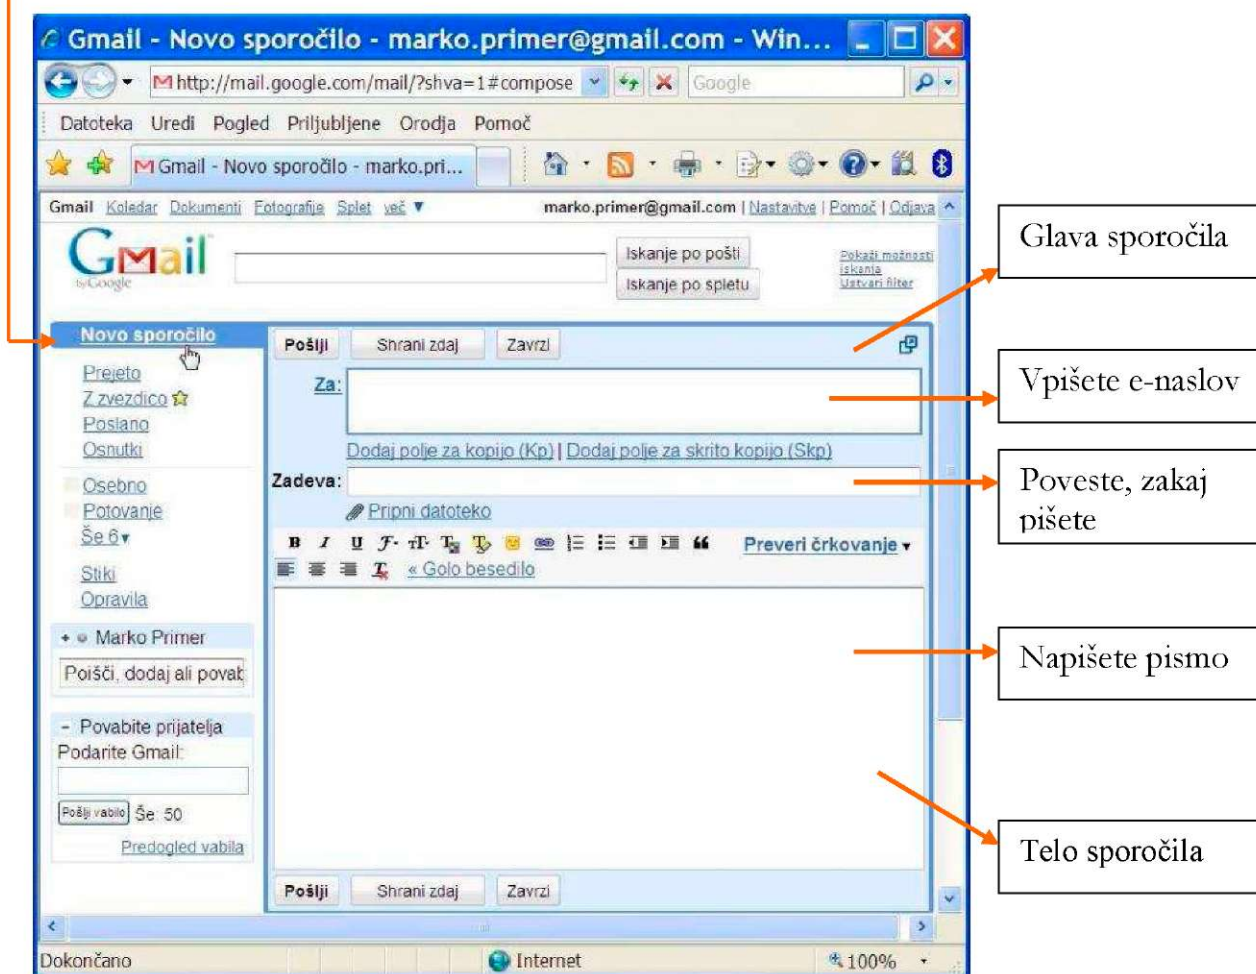 Gmail - Novo sporočilo - marko.primer@gmail.com - Win...
http://mail.google.com/mail/?shva=1#compose Google
Datoteka Uredi Pogled Priljubljene Orodja Pomoč
Gmail - Novo sporočilo - marko.pri...
Gmail Koledar Dokumenti Fotografije Splet več ▼ marko.primer@gmail.com | Nastavitve | Pomoč | Odjava
Gmail
by Google
Iskanje po pošti
Iskanje po spletu
Pokaži možnosti
iskanja
Ustvari filter
Glava sporočila
Novo sporočilo
Pošlji Shrani zdaj Zavrzi
Prejeto
Z zvezdico
Poslano
Osnutki
Osebno
Potovanje
Še 6▼
Stiki
Opravila
Za:
Vpišete e-naslov
Dodaj polje za kopijo (Kp) | Dodaj polje za skrito kopijo (Skp)
Zadeva:
Poveste, zakaj
pišete
Pripni datoteko
B I U Preveri črkovanje ▼
« Golo besedilo
+ Marko Primer
Poišči, dodaj ali povab
Napišete pismo
– Povabite prijatelja
Podarite Gmail:
Pošlji vabilo Še: 50
Predogled vabila
Telo sporočila
Pošlji Shrani zdaj Zavrzi
Dokončano Internet 100%